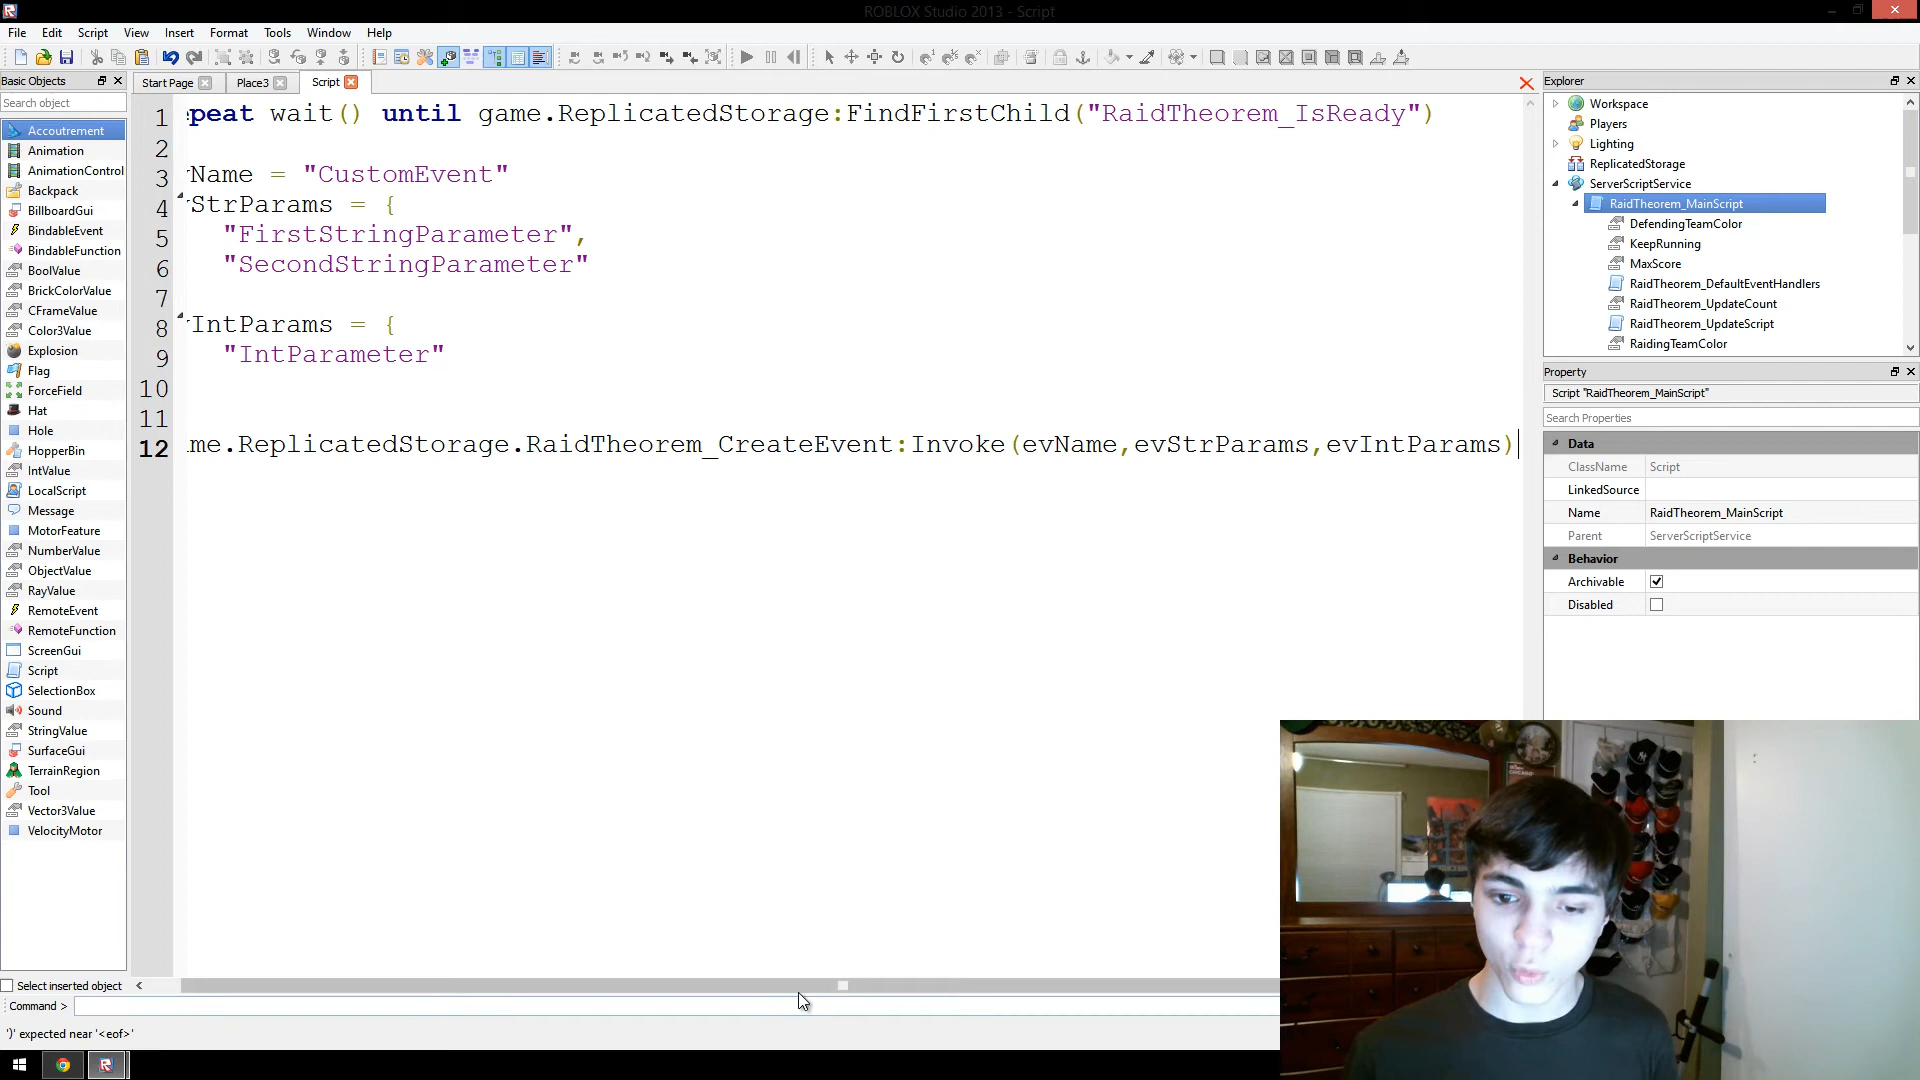 ROBLOX Studio 2013 - Script
File Edit Script View Insert Format Tools Window Help
Basic Objects
Start Page Place3 Script
Explorer
Search object
Accoutrement
Animation
AnimationControl
Backpack
BillboardGui
BindableEvent
BindableFunction
BoolValue
BrickColorValue
CFrameValue
Color3Value
Explosion
Flag
ForceField
Hat
Hole
HopperBin
IntValue
LocalScript
Message
MotorFeature
NumberValue
ObjectValue
RayValue
RemoteEvent
RemoteFunction
ScreenGui
Script
SelectionBox
Sound
StringValue
SurfaceGui
TerrainRegion
Tool
Vector3Value
VelocityMotor
Select inserted object
1 epeat wait() until game.ReplicatedStorage:FindFirstChild("RaidTheorem_IsReady")
2
3 vName = "CustomEvent"
4 vStrParams = {
5 "FirstStringParameter",
6 "SecondStringParameter"
7
8 vIntParams = {
9 "IntParameter"
10
11
12 ame.ReplicatedStorage.RaidTheorem_CreateEvent:Invoke(evName,evStrParams,evIntParams)
Workspace
Players
Lighting
ReplicatedStorage
ServerScriptService
RaidTheorem_MainScript
DefendingTeamColor
KeepRunning
MaxScore
RaidTheorem_DefaultEventHandlers
RaidTheorem_UpdateCount
RaidTheorem_UpdateScript
RaidingTeamColor
Property
Script "RaidTheorem_MainScript"
Search Properties
Data
ClassName Script
LinkedSource
Name RaidTheorem_MainScript
Parent ServerScriptService
Behavior
Archivable
Disabled
Command >
')' expected near '<eof>'